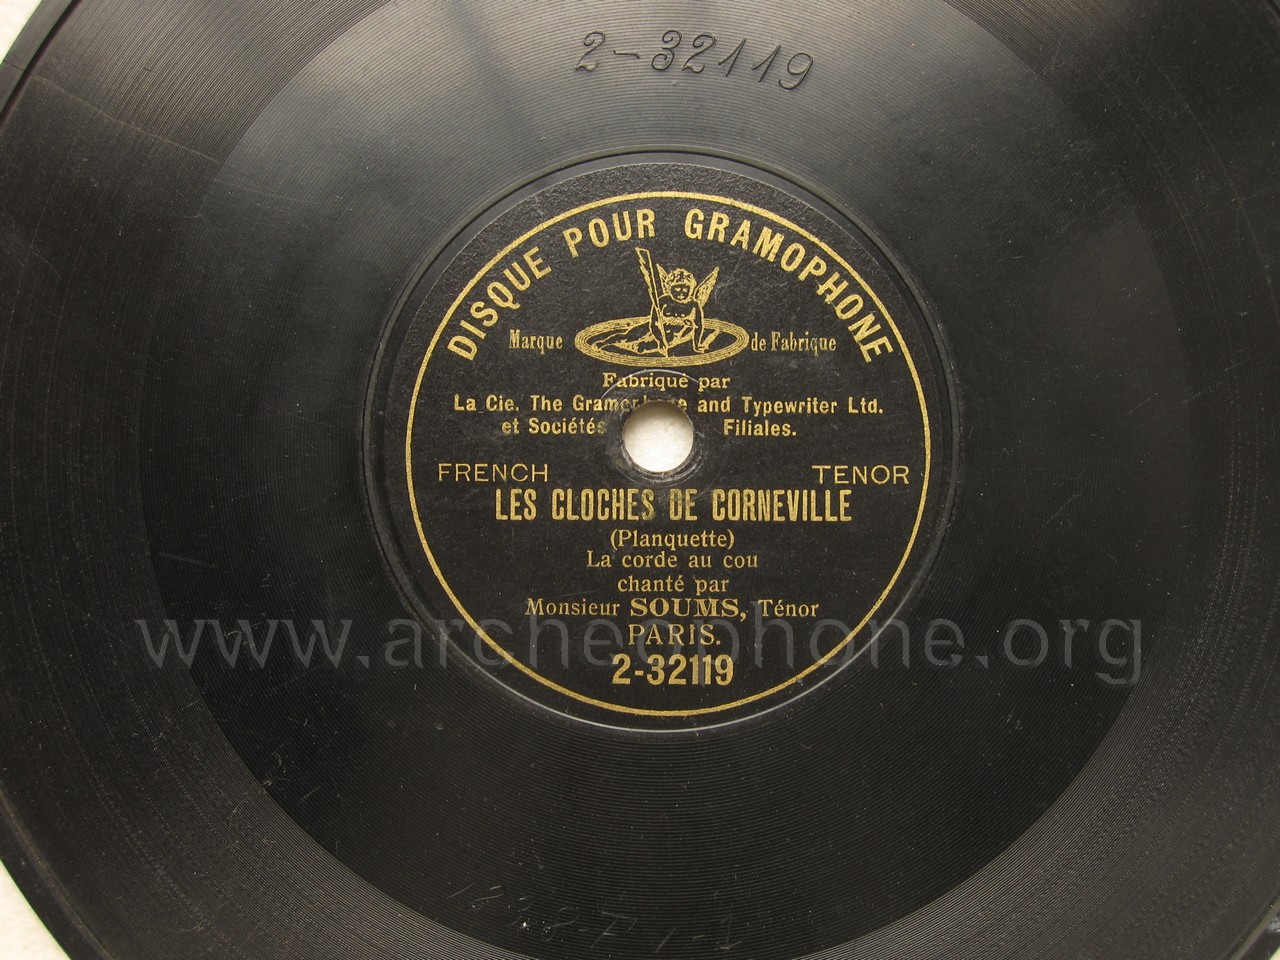 2-32119
DISQUE POUR GRAMOPHONE
Marque de Fabrique
Fabriqué par
La Cie. The Gramophone and Typewriter Ltd.
et Sociétés Filiales.
FRENCH TENOR
LES CLOCHES DE CORNEVILLE
(Planquette)
La corde au cou
chanté par
Monsieur SOUMS, Ténor
www.archeophone.org
PARIS.
2-32119